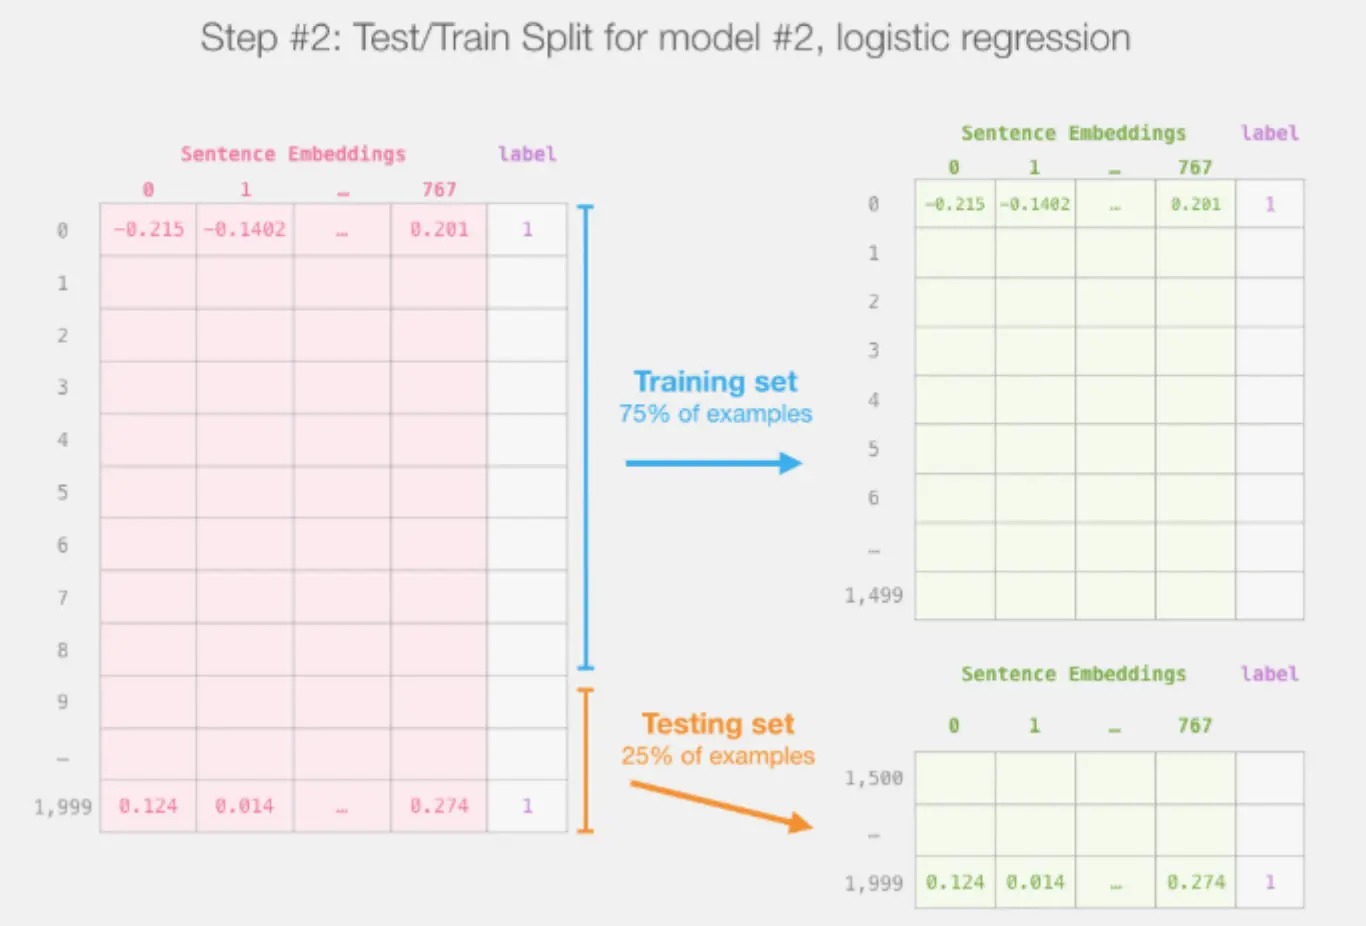 Step #2: Test/Train Split for model #2, logistic regression
Sentence Embeddings label
0 1 … 767
0 -0.215 -0.1402 … 0.201 1
1
2
3
4
5
6
7
8
9
…
1,999 0.124 0.014 … 0.274 1
Training set
75% of examples
Testing set
25% of examples
Sentence Embeddings label
0 1 … 767
0 -0.215 -0.1402 … 0.201 1
1
2
3
4
5
6
…
1,499
Sentence Embeddings label
0 1 … 767
1,500
…
1,999 0.124 0.014 … 0.274 1